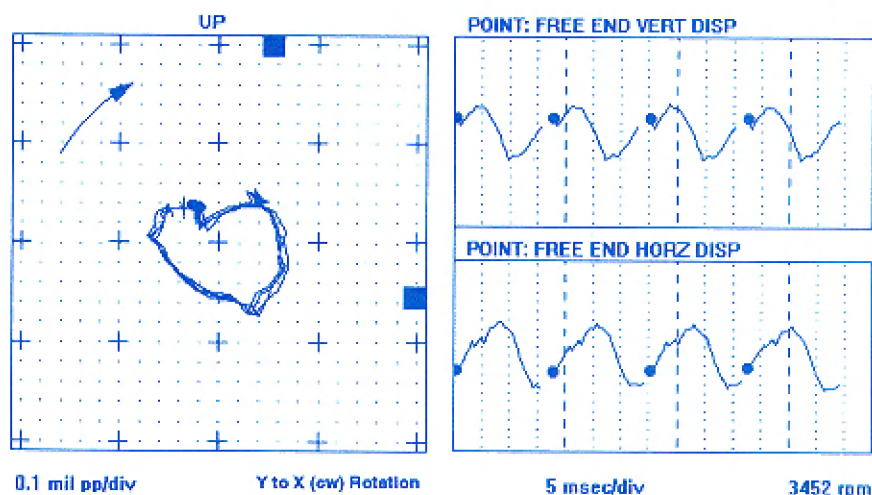 UP
POINT: FREE END VERT DISP
POINT: FREE END HORZ DISP
0.1 mil pp/div
Y to X (cw) Rotation
5 msec/div
3452 rpm